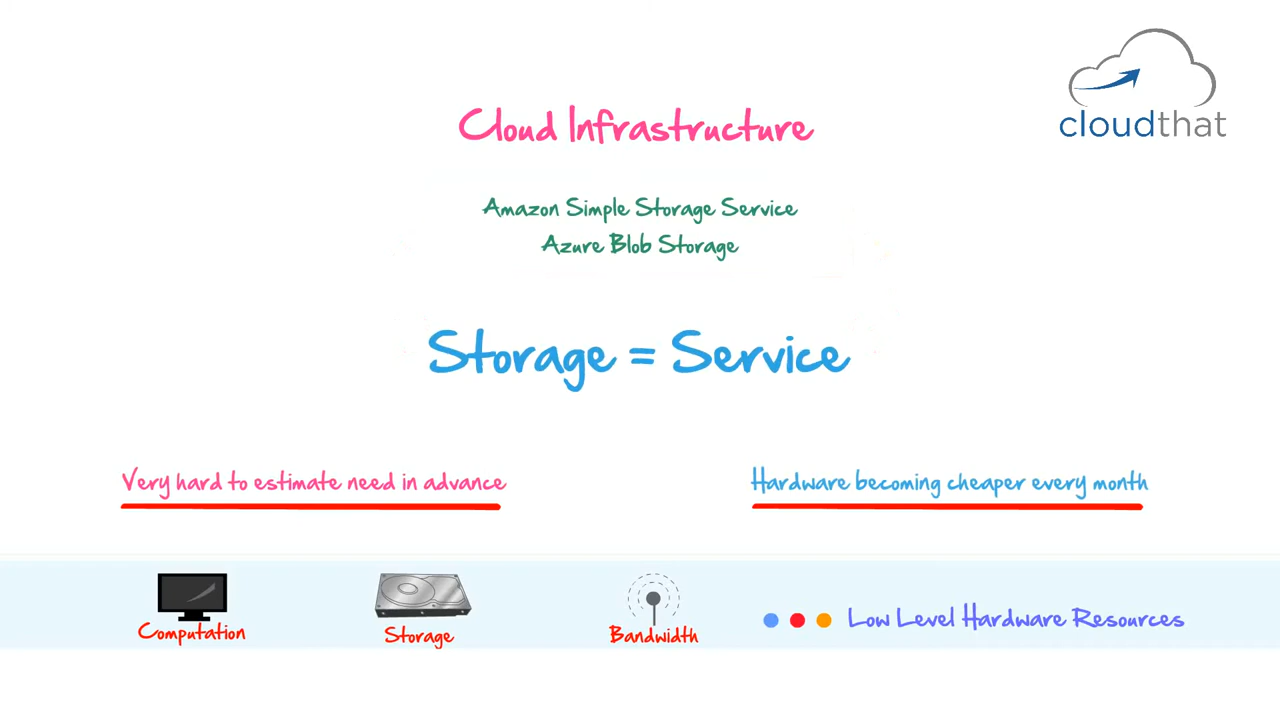 cloudthat
Cloud Infrastructure
Amazon Simple Storage Service
Azure Blob Storage
Storage = Service
Very hard to estimate need in advance
Hardware becoming cheaper every month
Computation
Storage
Bandwidth
Low Level Hardware Resources